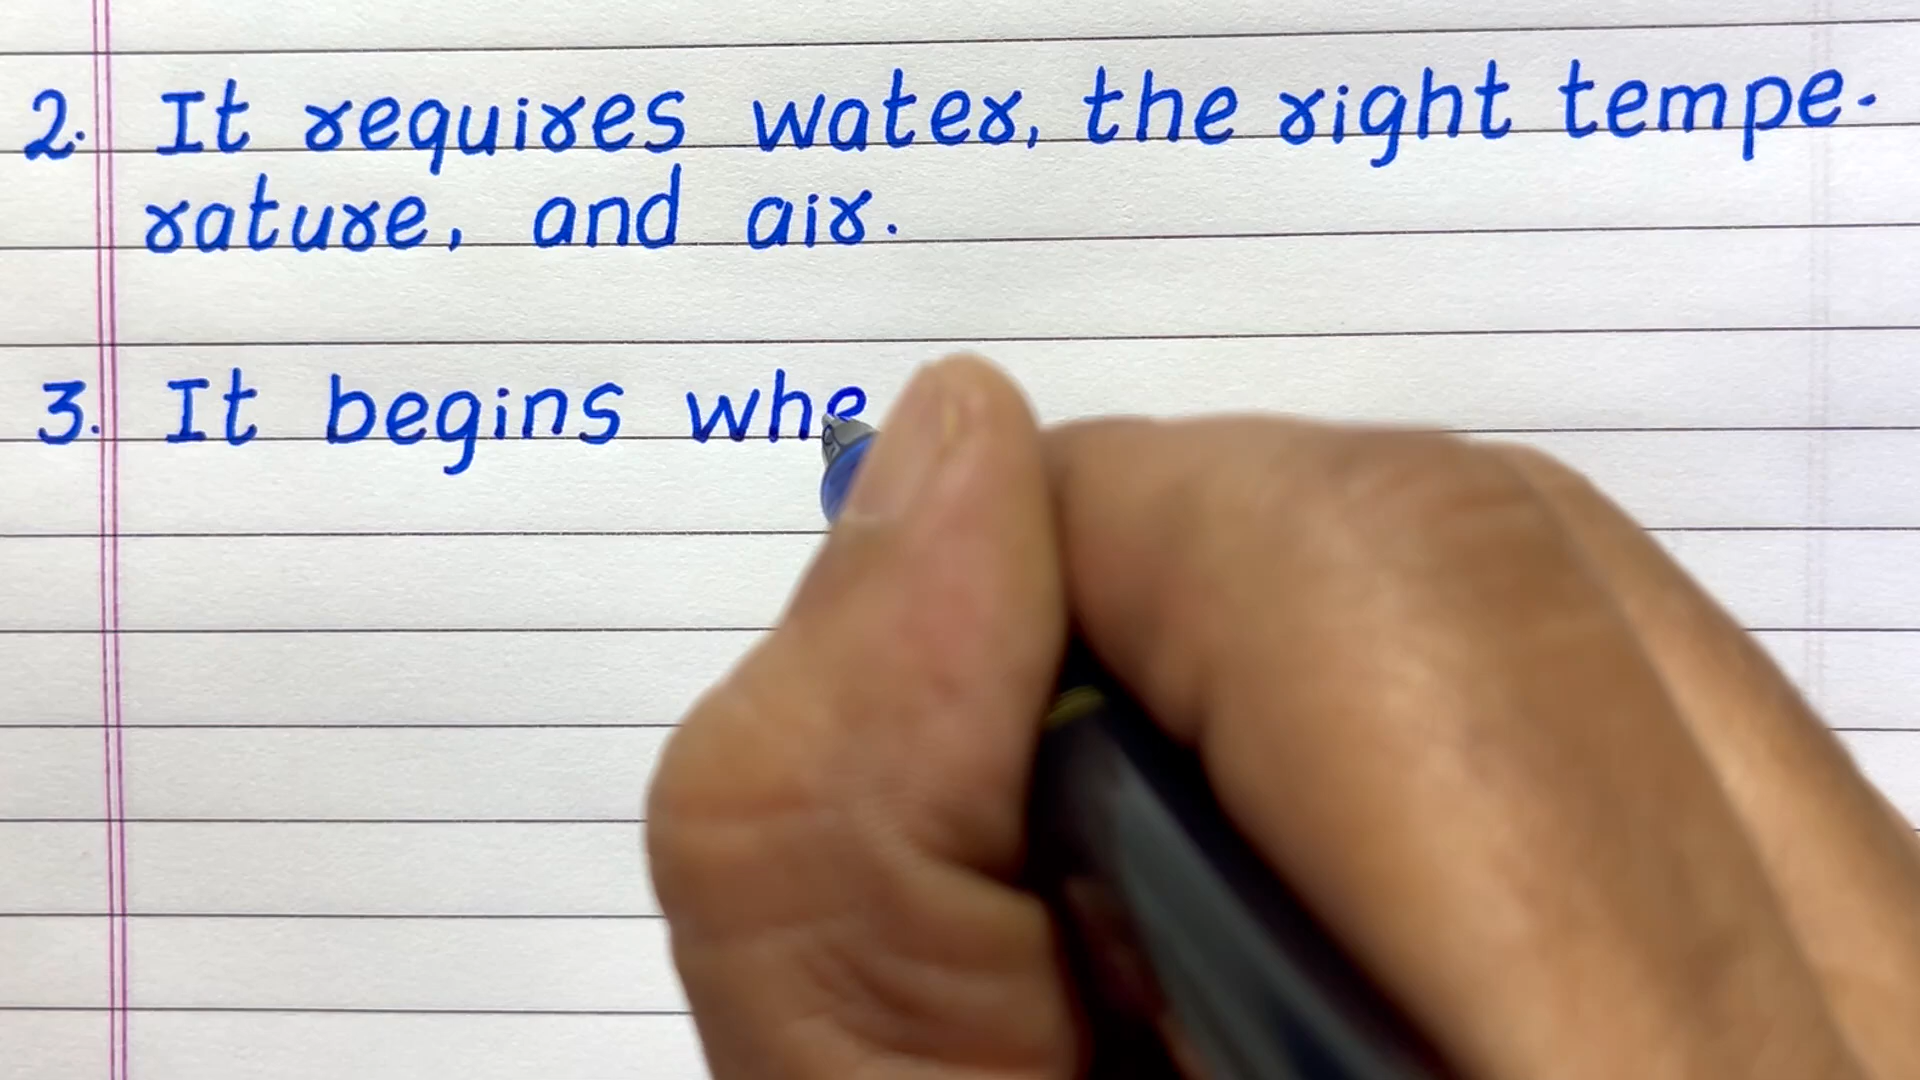 2. It requires water, the right tempe-
rature, and air.
3. It begins whe